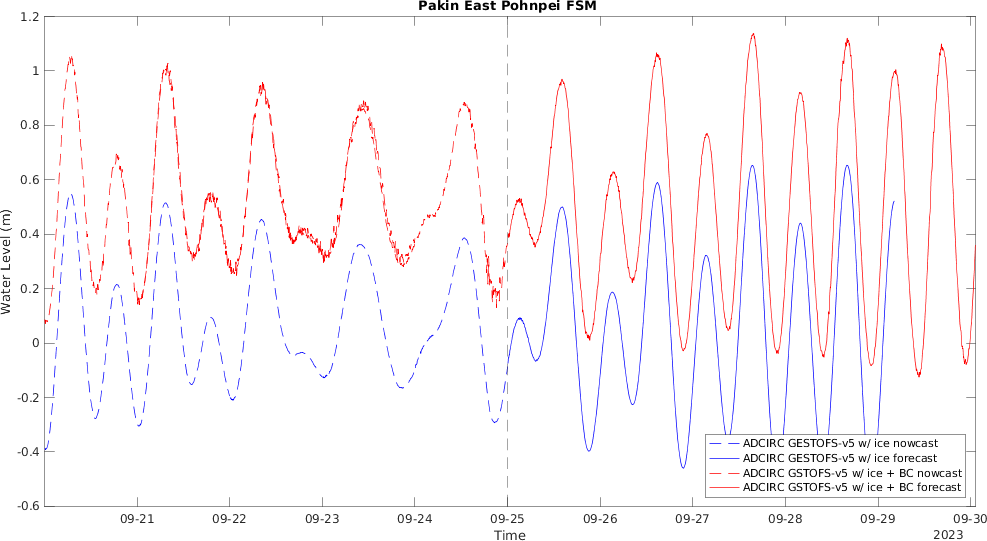 Pakin East Pohnpei FSM
Water Level (m)
1.2
1
0.8
0.6
0.4
0.2
0
-0.2
-0.4
-0.6
ADCIRC GESTOFS-v5 w/ ice nowcast
ADCIRC GESTOFS-v5 w/ ice forecast
ADCIRC GSTOFS-v5 w/ ice + BC nowcast
ADCIRC GSTOFS-v5 w/ ice + BC forecast
09-21 09-22 09-23 09-24 09-25 09-26 09-27 09-28 09-29 09-30
Time
2023